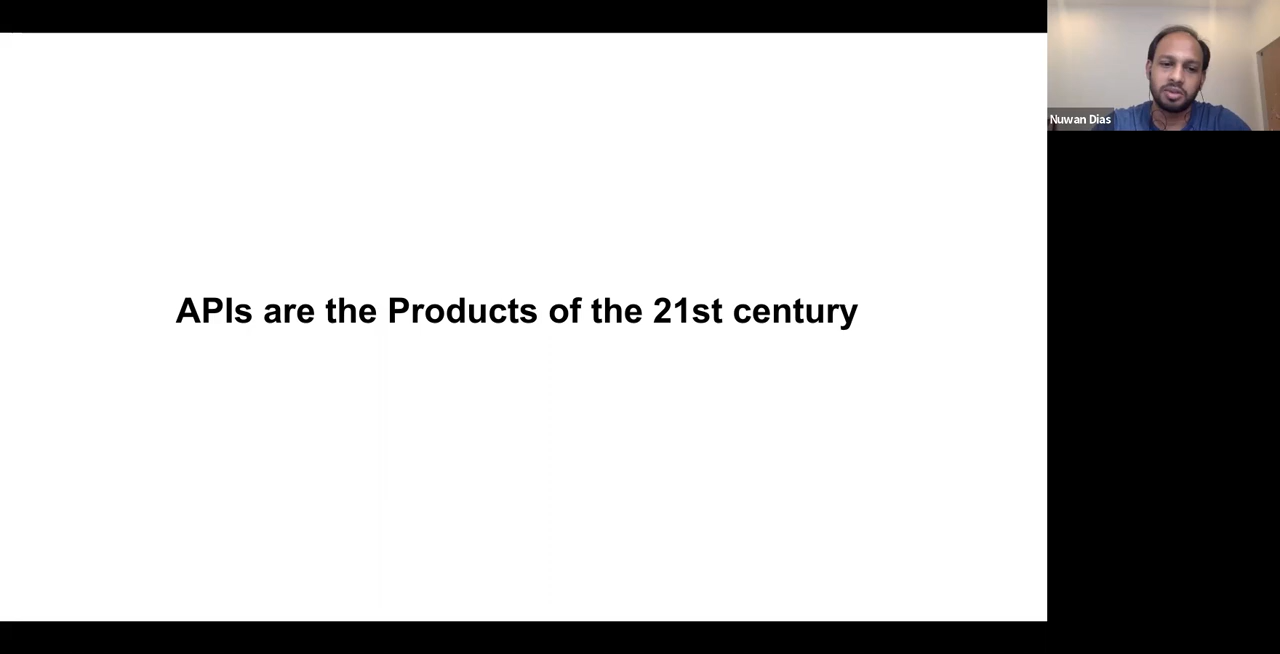 APIs are the Products of the 21st century
Nuwan Dias